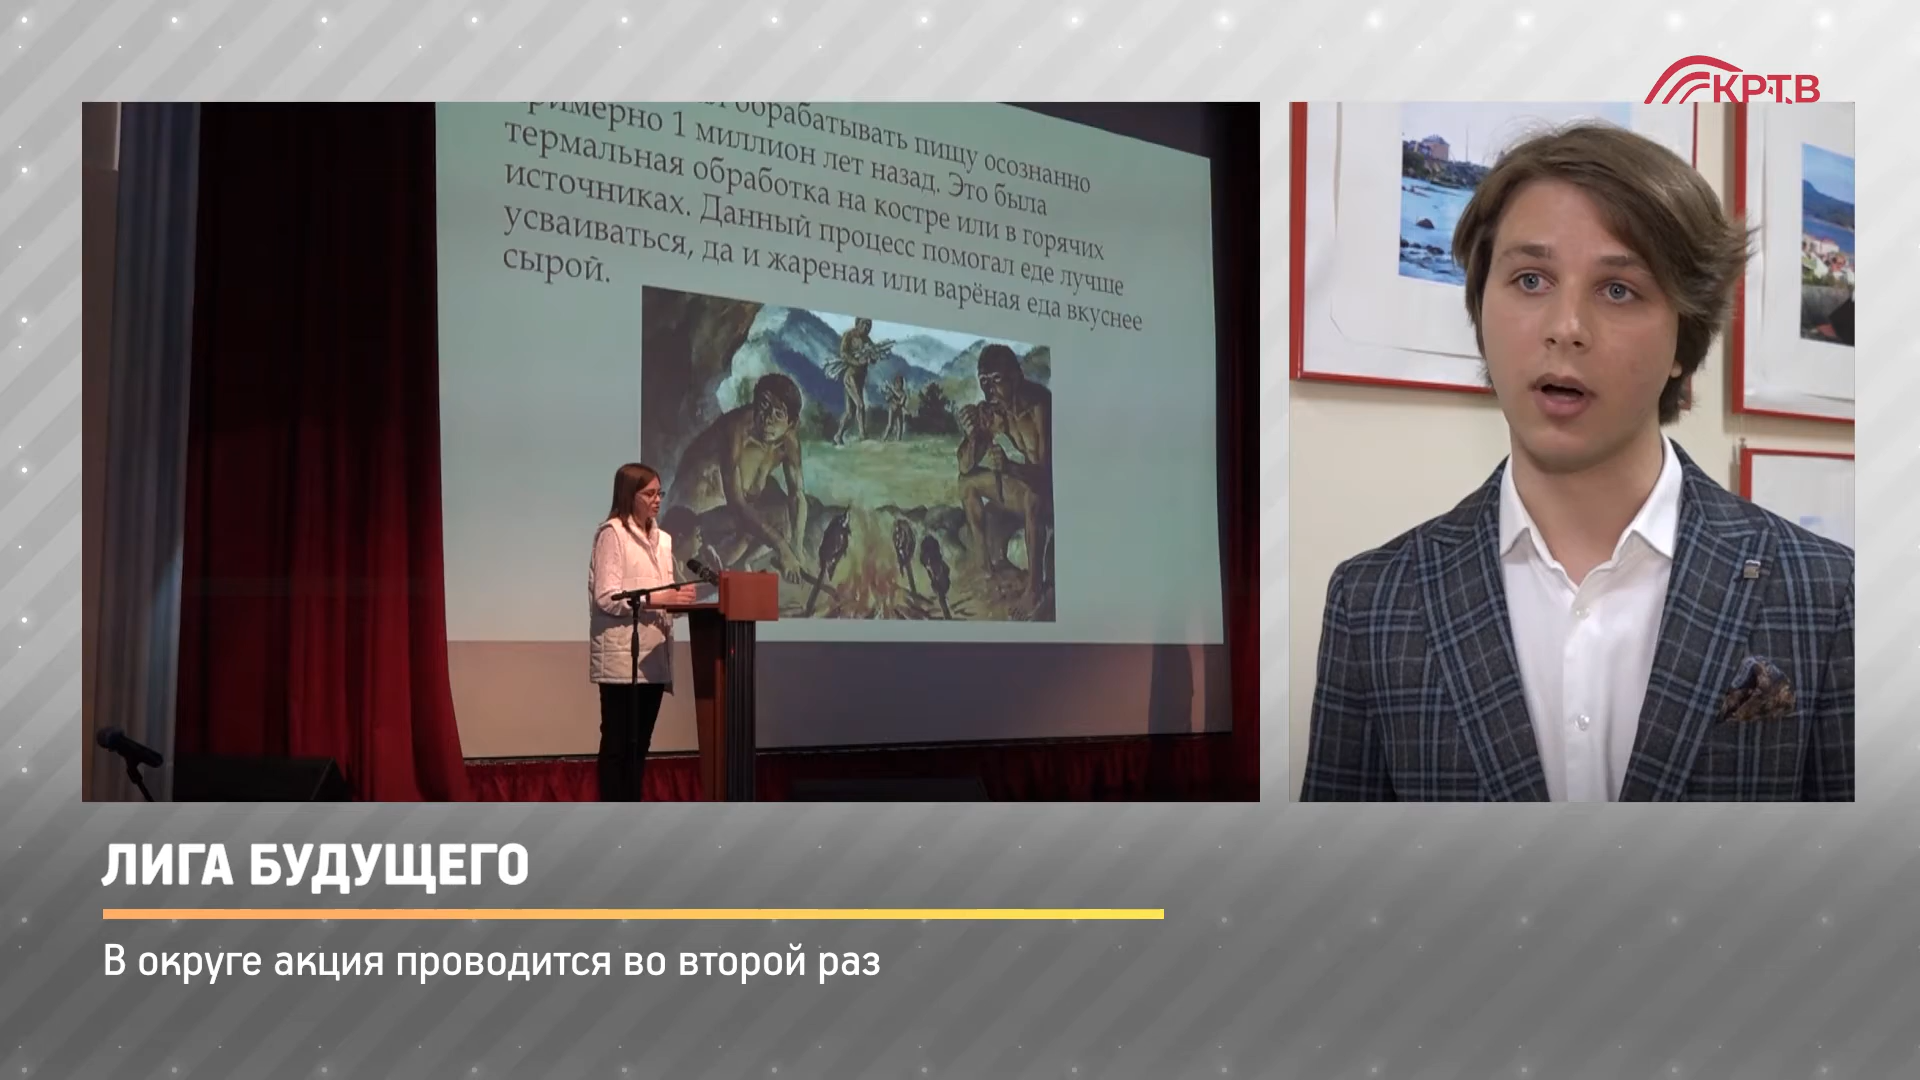 КРТВ
обрабатывать пищу осознанно
примерно 1 миллион лет назад. Это была
термальная обработка на костре или в горячих
источниках. Данный процесс помогал еде лучше
усваиваться, да и жареная или варёная еда вкуснее
сырой.
ЛИГА БУДУЩЕГО
В округе акция проводится во второй раз